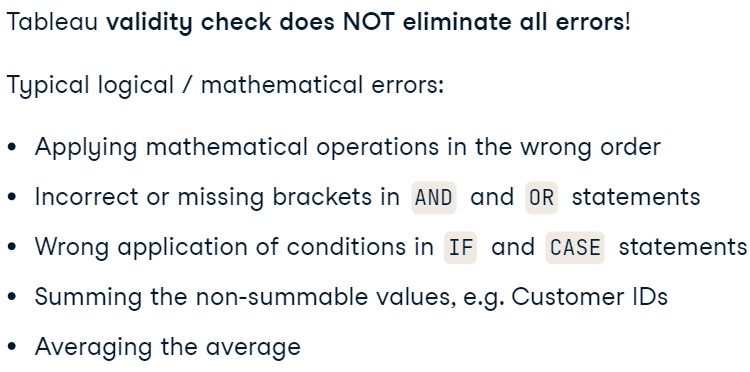 Tableau validity check does NOT eliminate all errors!
Typical logical / mathematical errors:
• Applying mathematical operations in the wrong order
• Incorrect or missing brackets in AND and OR statements
• Wrong application of conditions in IF and CASE statements
• Summing the non-summable values, e.g. Customer IDs
• Averaging the average